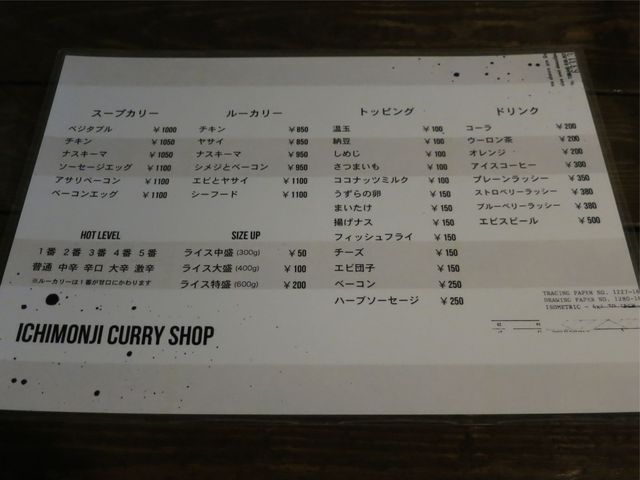 スープカリー
ベジタブル ¥1000
チキン ¥1050
ナスキーマ ¥1050
ソーセージエッグ ¥1100
アサリベーコン ¥1100
ベーコンエッグ ¥1100
ルーカリー
チキン ¥850
ヤサイ ¥850
ナスキーマ ¥950
シメジとベーコン ¥950
エビとヤサイ ¥1100
シーフード ¥1100
トッピング
温玉 ¥100
納豆 ¥100
しめじ ¥100
さつまいも ¥100
ココナッツミルク ¥100
うずらの卵 ¥150
まいたけ ¥150
揚げナス ¥150
フィッシュフライ ¥150
チーズ ¥150
エビ団子 ¥150
ベーコン ¥250
ハーブソーセージ ¥250
ドリンク
コーラ ¥200
ウーロン茶 ¥200
オレンジ ¥200
アイスコーヒー ¥300
プレーンラッシー ¥350
ストロベリーラッシー ¥380
ブルーベリーラッシー ¥380
エビスビール ¥500
HOT LEVEL
1番 2番 3番 4番 5番
普通 中辛 辛口 大辛 激辛
※ルーカリーは1番が甘口にかわります
SIZE UP
ライス中盛 (300g) ¥50
ライス大盛 (400g) ¥100
ライス特盛 (600g) ¥200
ICHIMONJI CURRY SHOP
TRACING PAPER NO. 1227-16
DRAWING PAPER NO. 1280-16
ISOMETRIC